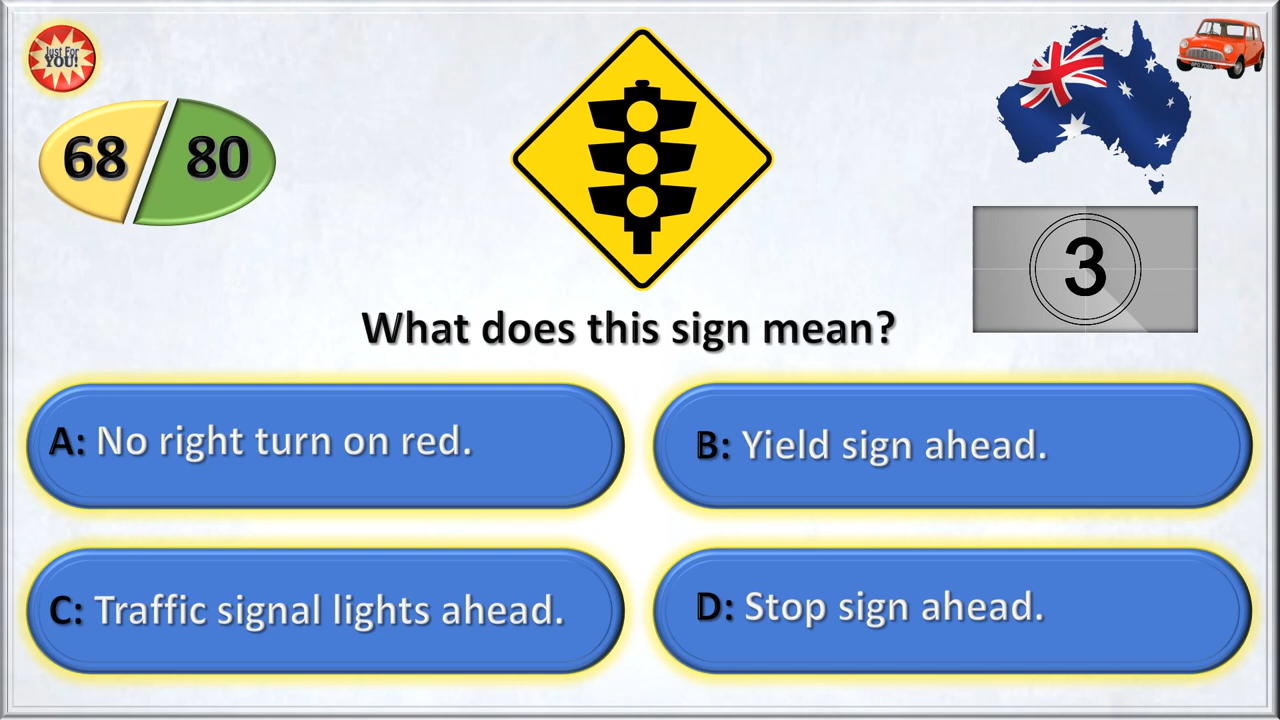 Just For
YOU!
68 80
3
What does this sign mean?
A: No right turn on red.
B: Yield sign ahead.
C: Traffic signal lights ahead.
D: Stop sign ahead.